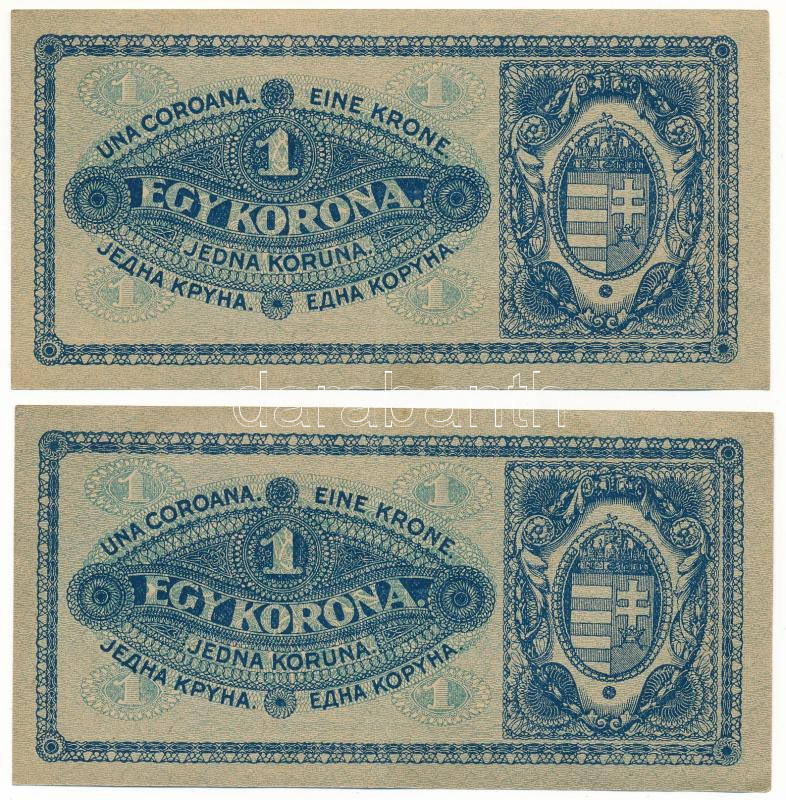 1 1
UNA COROANA. EINE KRONE.
1
EGY KORONA.
JEDNA KORUNA.
ЈЕДНА КРУНА. ЕДНА КОРУНА.
1 1
darabanth
1 1
UNA COROANA. EINE KRONE.
1
EGY KORONA.
JEDNA KORUNA.
ЈЕДНА КРУНА. ЕДНА КОРУНА.
1 1